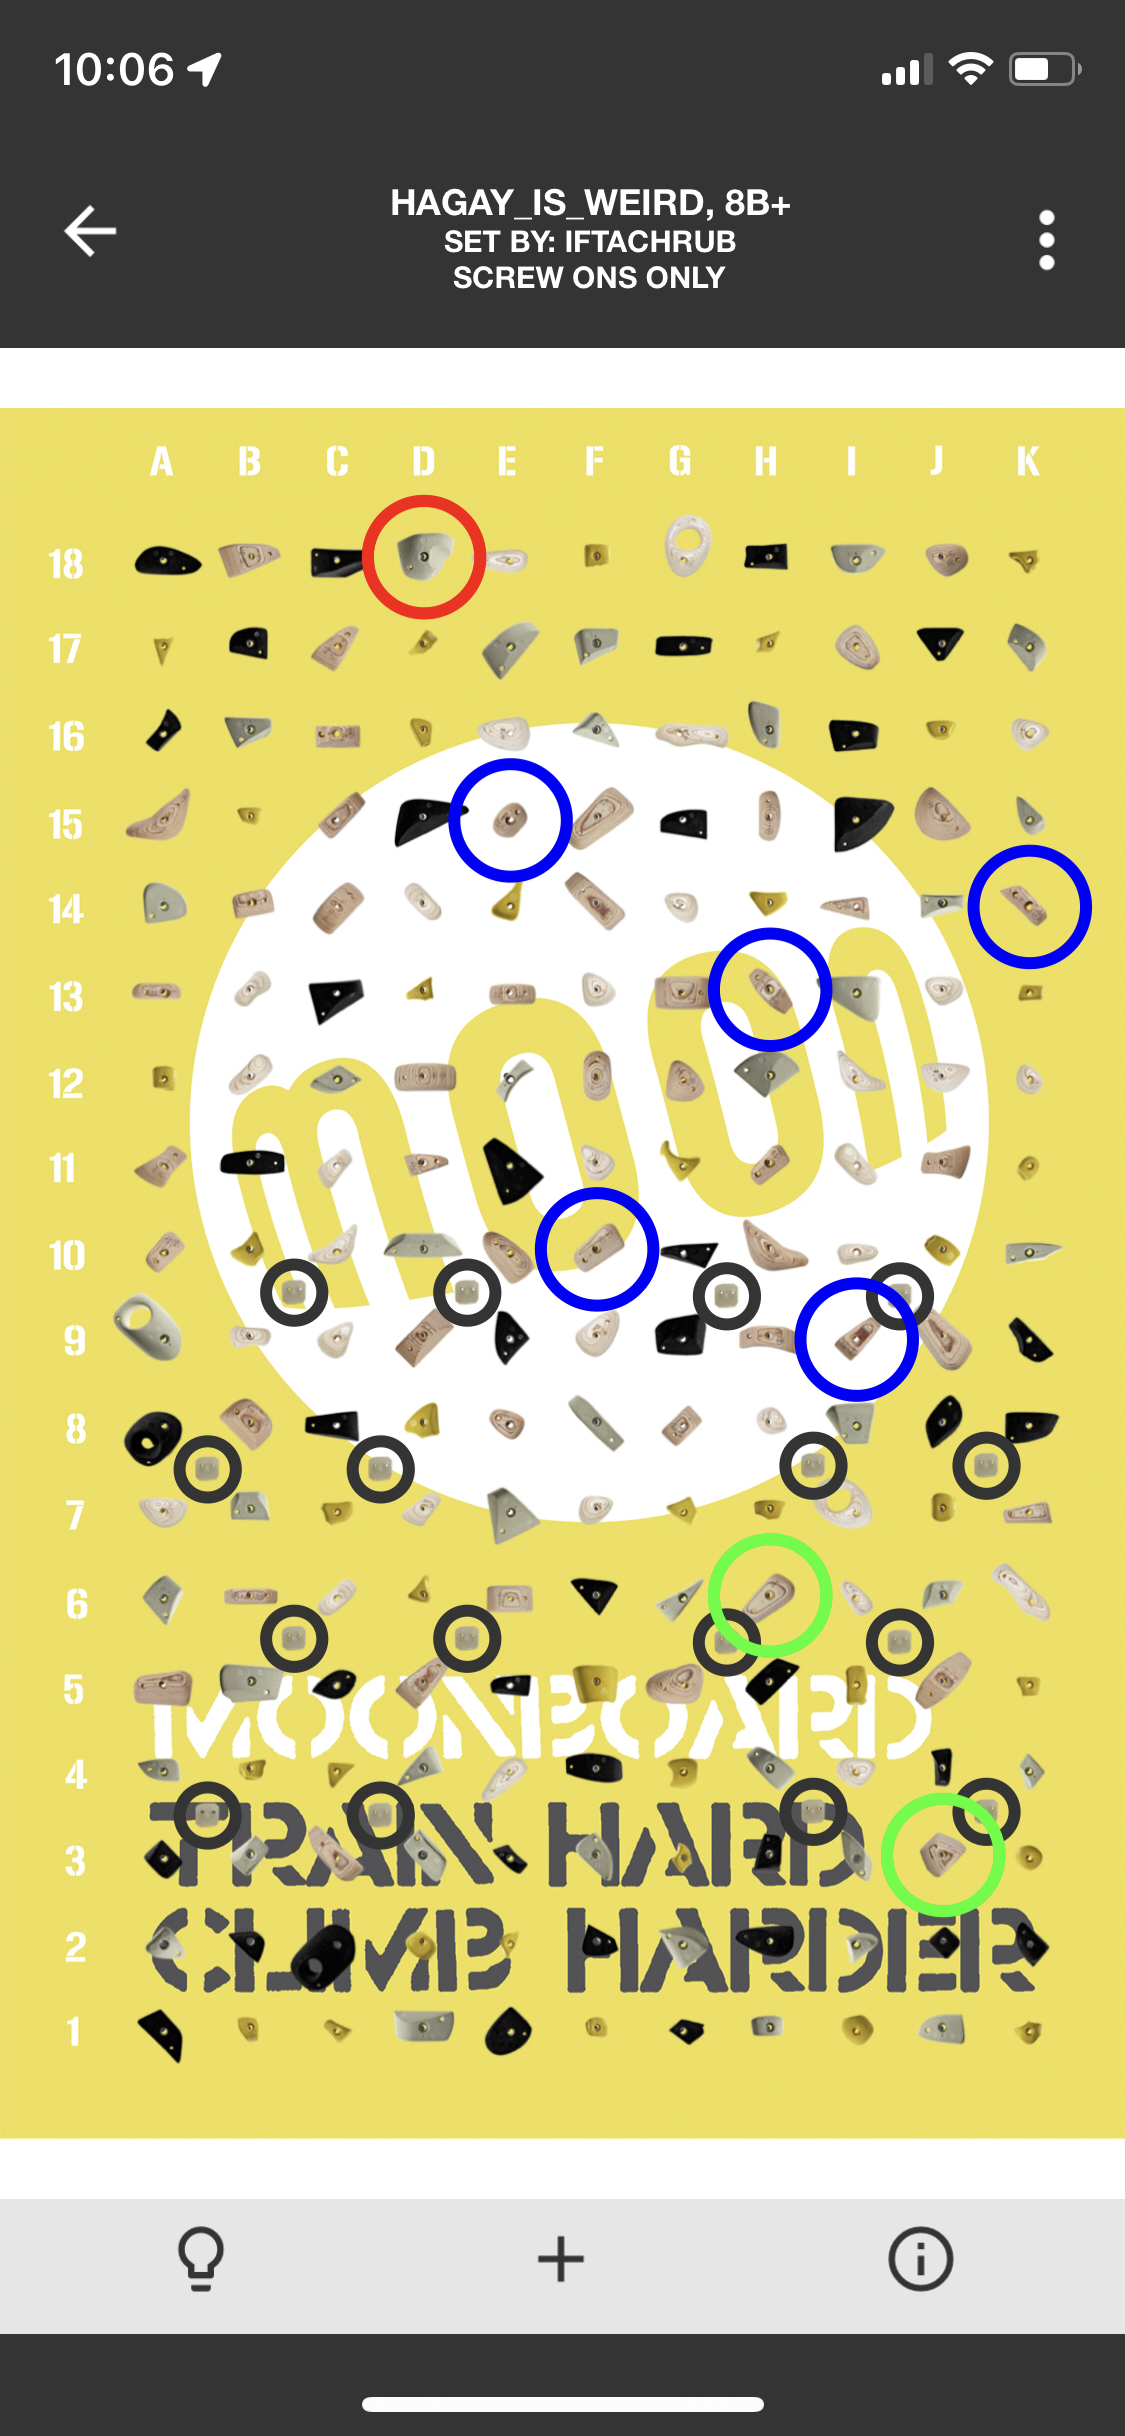 10:06
HAGAY_IS_WEIRD, 8B+
SET BY: IFTACHRUB
SCREW ONS ONLY
A B C D E F G H I J K
18
17
16
15
14
13
12
11
10
9
8
7
6
5
4
3
2
1
moon
MOONBOARD
TRAIN HARD
CLIMB HARDER